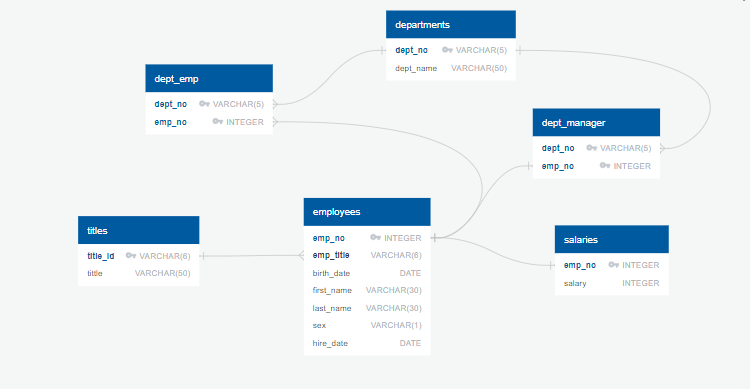 departments
dept_no VARCHAR(5)
dept_name VARCHAR(50)
dept_emp
dept_no VARCHAR(5)
emp_no INTEGER
dept_manager
dept_no VARCHAR(5)
emp_no INTEGER
employees
emp_no INTEGER
emp_title VARCHAR(6)
birth_date DATE
first_name VARCHAR(30)
last_name VARCHAR(30)
sex VARCHAR(1)
hire_date DATE
titles
title_id VARCHAR(6)
tittle VARCHAR(50)
salaries
emp_no INTEGER
salary INTEGER